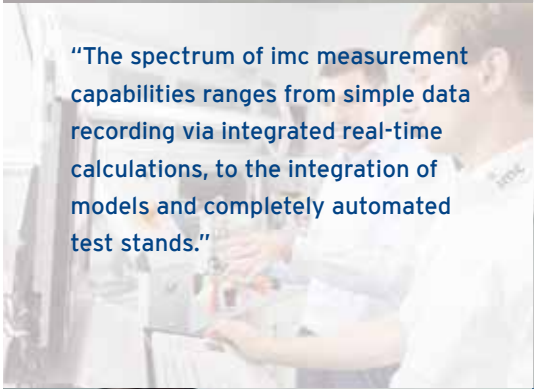 “The spectrum of imc measurement
capabilities ranges from simple data
recording via integrated real-time
calculations, to the integration of
models and completely automated
test stands.”